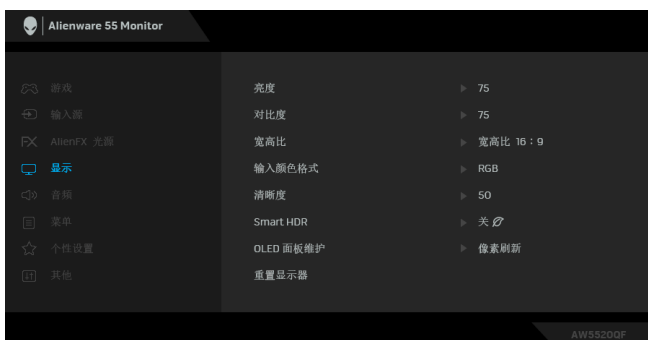 Alienware 55 Monitor
游戏
输入源
AlienFX 光源
显示
音频
菜单
个性设置
其他
亮度 75
对比度 75
宽高比 宽高比 16：9
输入颜色格式 RGB
清晰度 50
Smart HDR 关
OLED 面板维护 像素刷新
重置显示器
AW5520QF